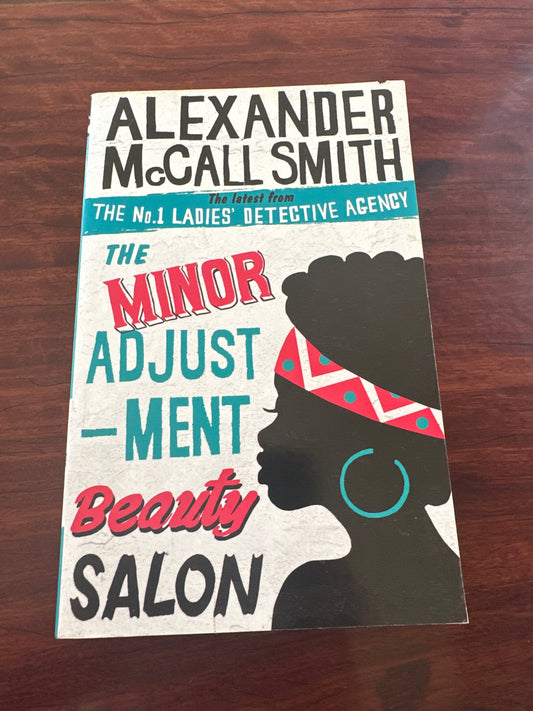 ALEXANDER
McCALL SMITH
The latest from
THE No.1 LADIES' DETECTIVE AGENCY
THE
MINOR
ADJUST
–MENT
Beauty
SALON